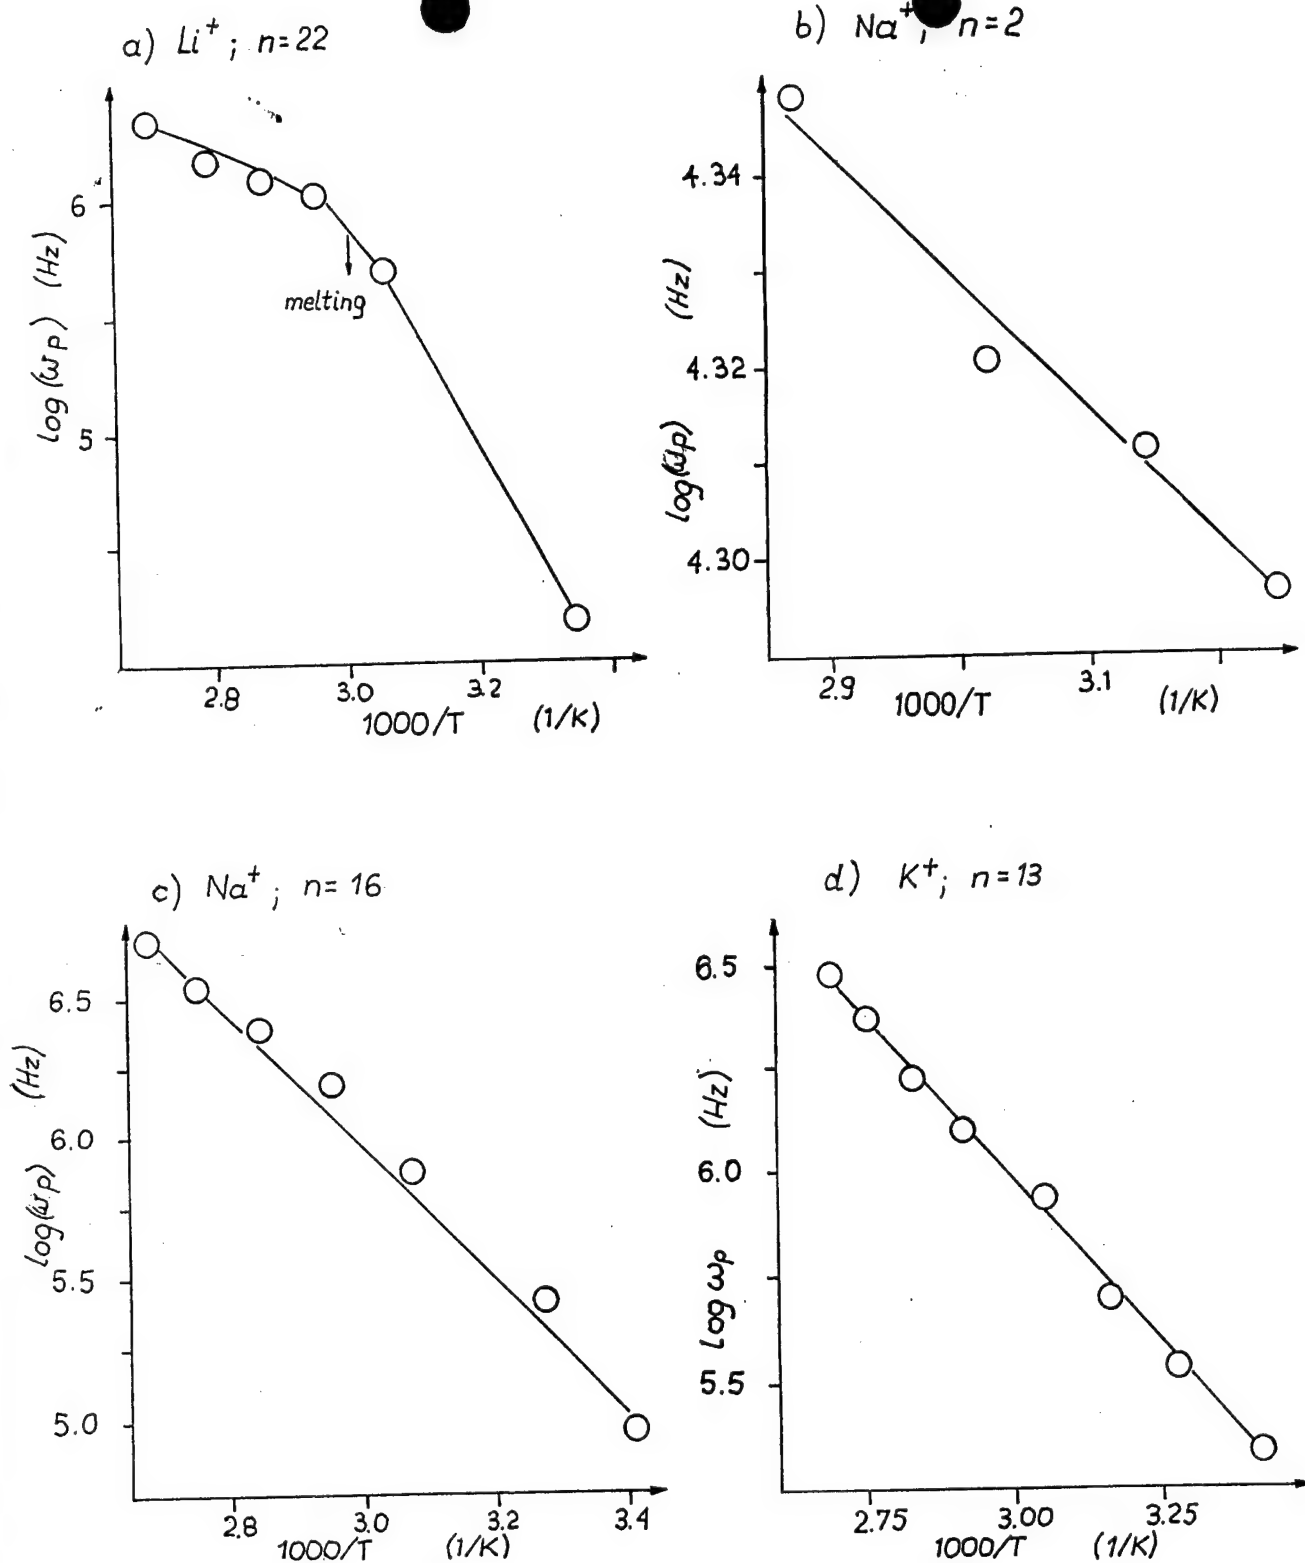 a) Li⁺ ; n=22
log(ωp) (Hz)
6
5
melting
2.8 3.0 3.2
1000/T (1/K)
b) Na⁺, n=2
log(ωp) (Hz)
4.34
4.32
4.30
2.9 3.1
1000/T (1/K)
c) Na⁺ ; n= 16
log(ωp) (Hz)
6.5
6.0
5.5
5.0
2.8 3.0 3.2 3.4
1000/T (1/K)
d) K⁺; n=13
log ωp (Hz)
6.5
6.0
5.5
2.75 3.00 3.25
1000/T (1/K)